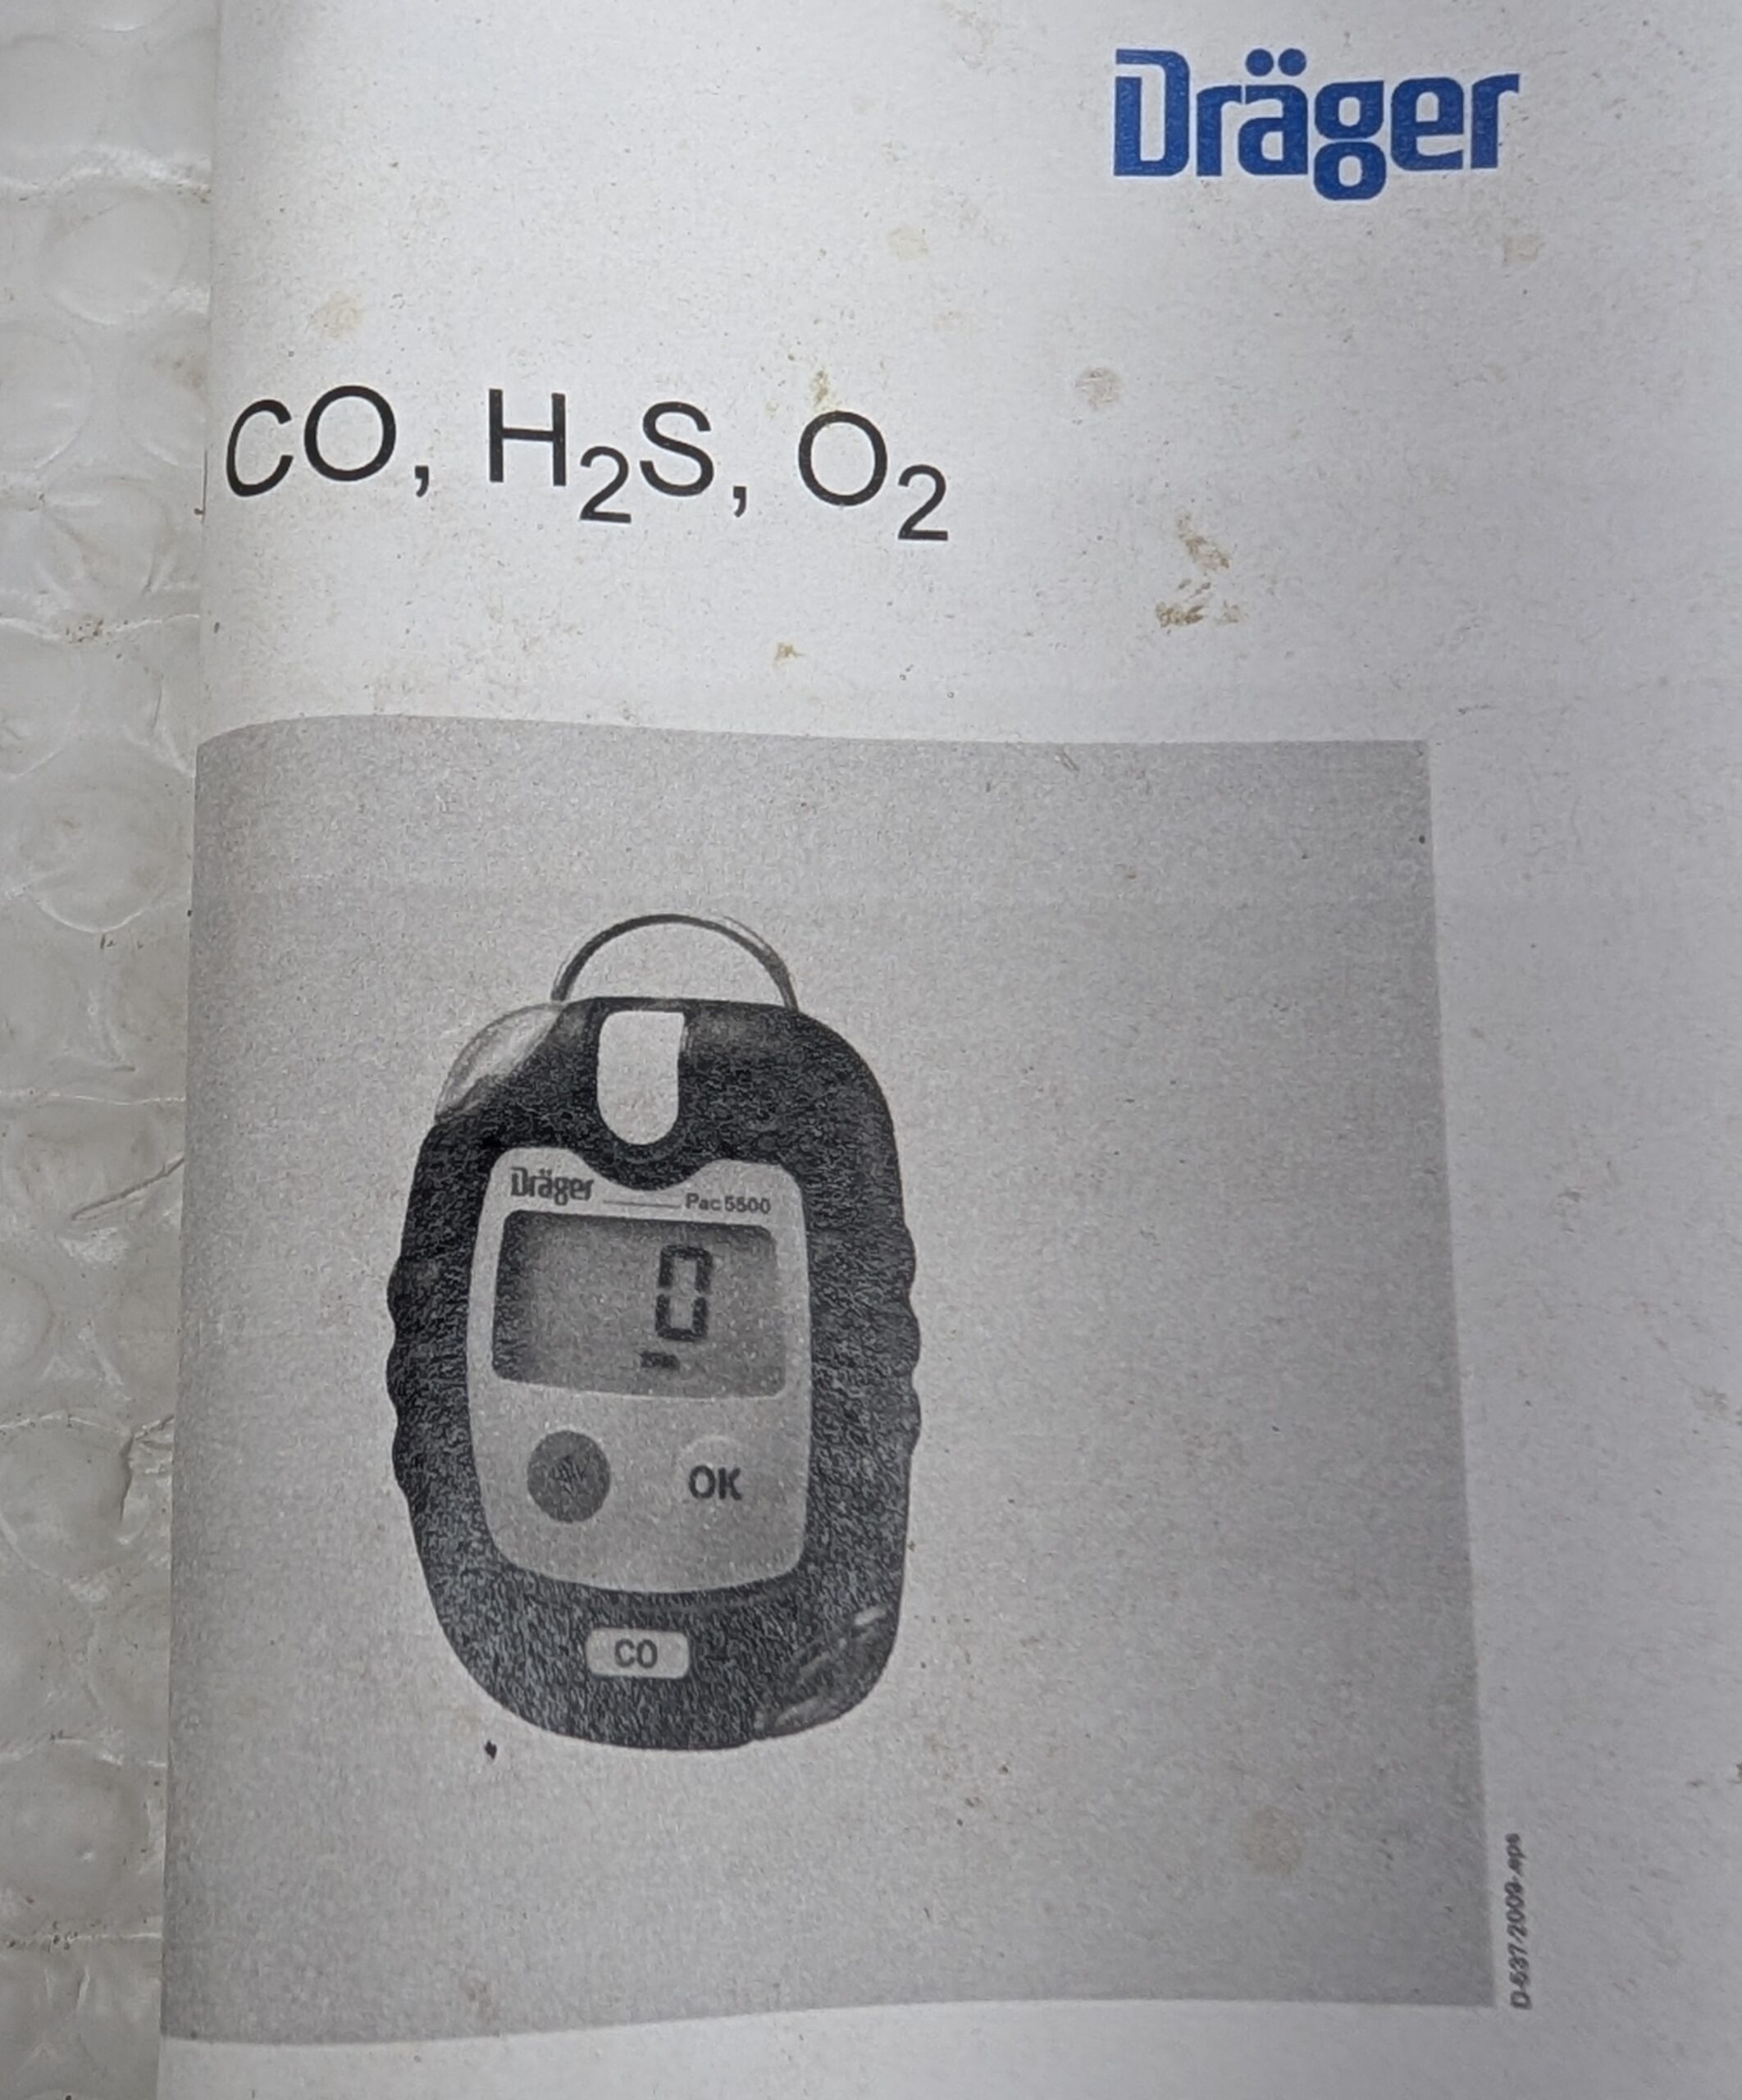 Dräger
CO, H₂S, O₂
Dräger Pac 5500
0
OK
CO
D-537/2009.eps